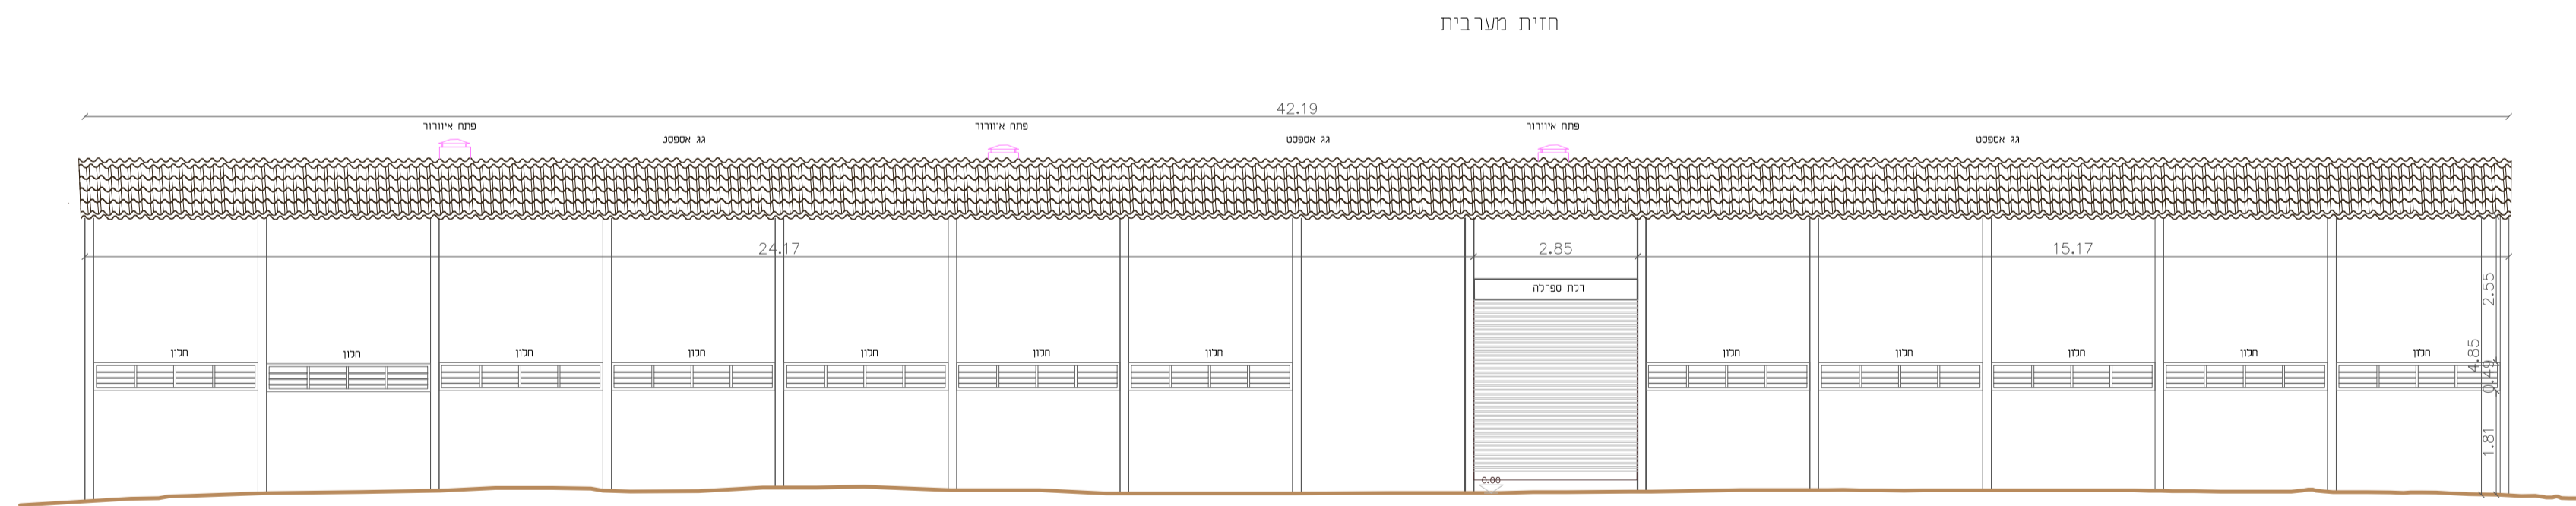 חזית מערבית
42.19
פתח איוורור
פתח איוורור
פתח איוורור
גג אספסט
גג אספסט
גג אספסט
24.17
2.85
15.17
דלת ספרלה
2.55
4.85
0.49
1.81
חלון
חלון
חלון
חלון
חלון
חלון
חלון
חלון
חלון
חלון
חלון
חלון
0.00